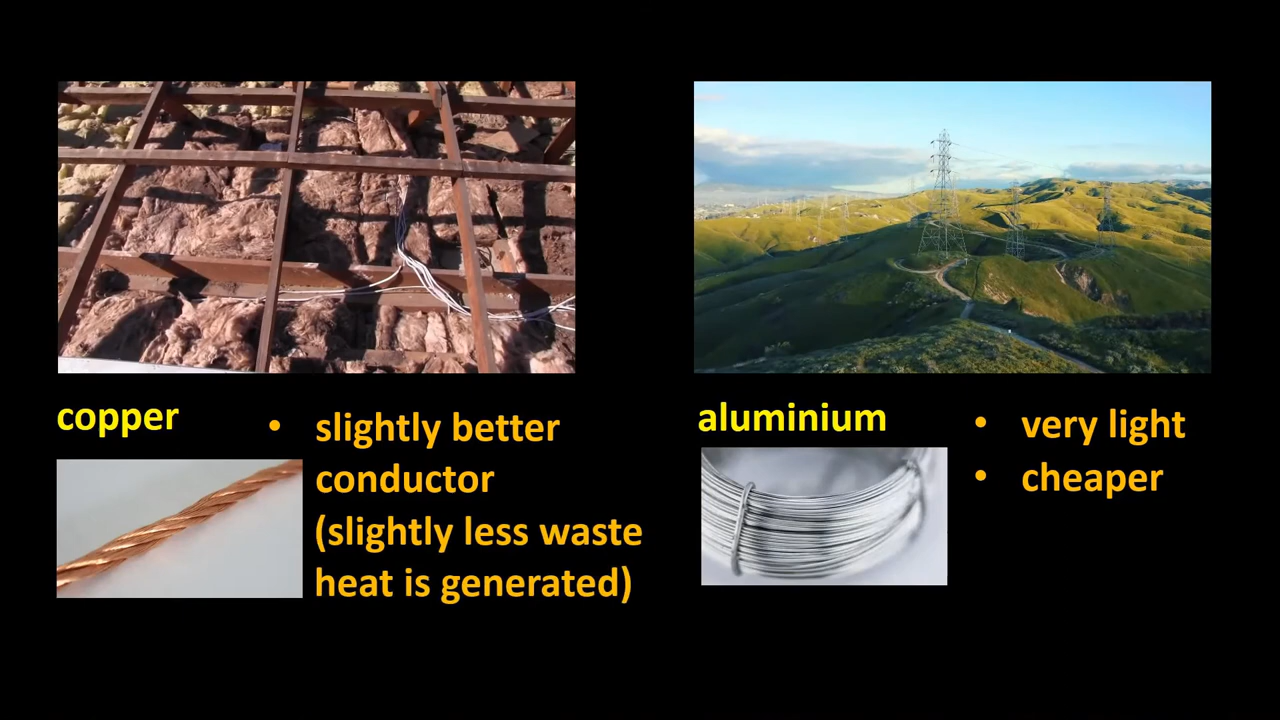 copper
• slightly better
conductor
(slightly less waste
heat is generated)
aluminium
• very light
• cheaper